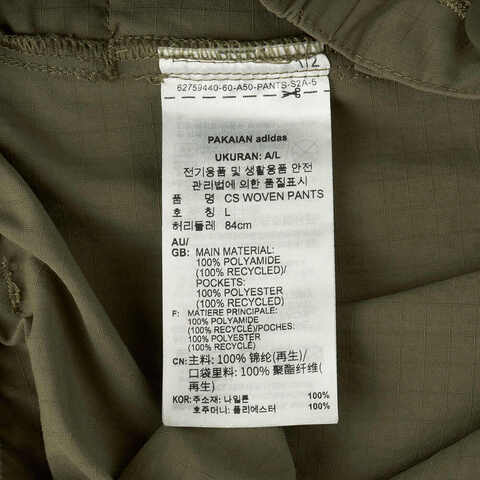 62759440-60-A50-PANTS-S2A-5
PAKAIAN adidas
UKURAN: A/L
전기용품 및 생활용품 안전
관리법에 의한 품질표시
품 명 CS WOVEN PANTS
호 칭 L
허리둘레 84cm
AU/
GB: MAIN MATERIAL:
100% POLYAMIDE
(100% RECYCLED)/
POCKETS:
100% POLYESTER
(100% RECYCLED)
F: MATIERE PRINCIPALE:
100% POLYAMIDE
(100% RECYCLÉ)/POCHES:
100% POLYESTER
(100% RECYCLÉ)
CN: 主料: 100% 锦纶(再生)/
口袋里料: 100% 聚酯纤维(
再生)
KOR: 주소재: 나일론 100%
호주머니: 폴리에스터 100%